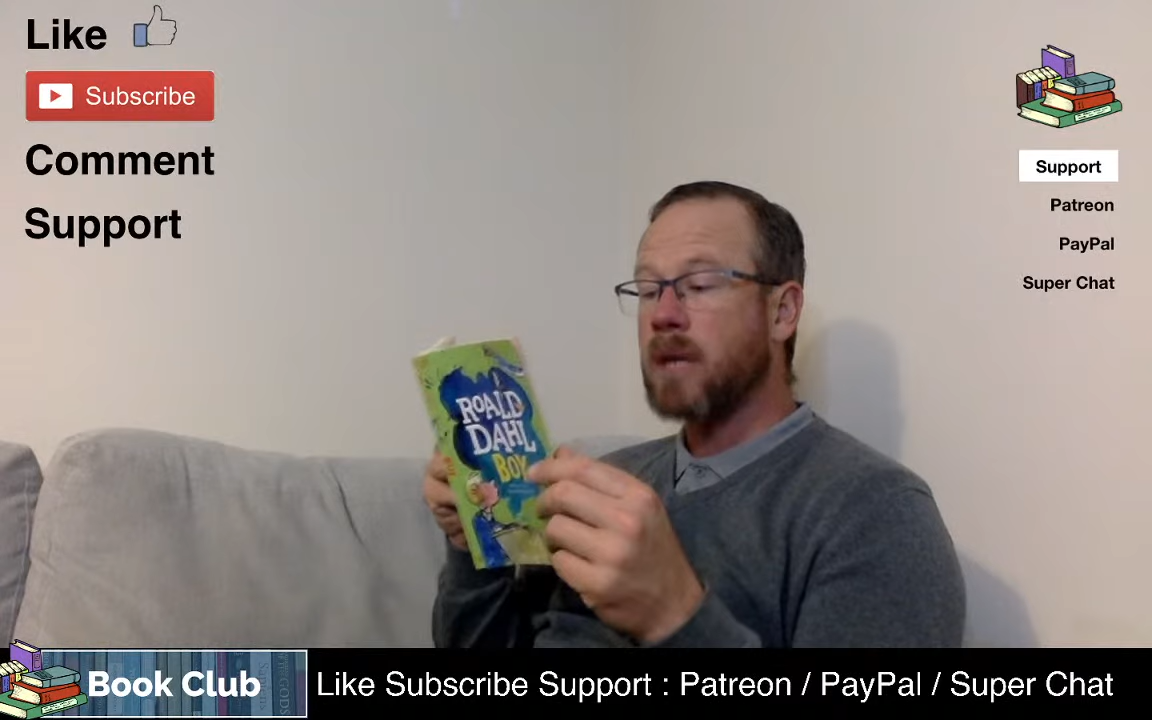 Like
Subscribe
Comment
Support
Support
Patreon
PayPal
Super Chat
ROALD
DAHL
BOY
Book Club
Like Subscribe Support : Patreon / PayPal / Super Chat